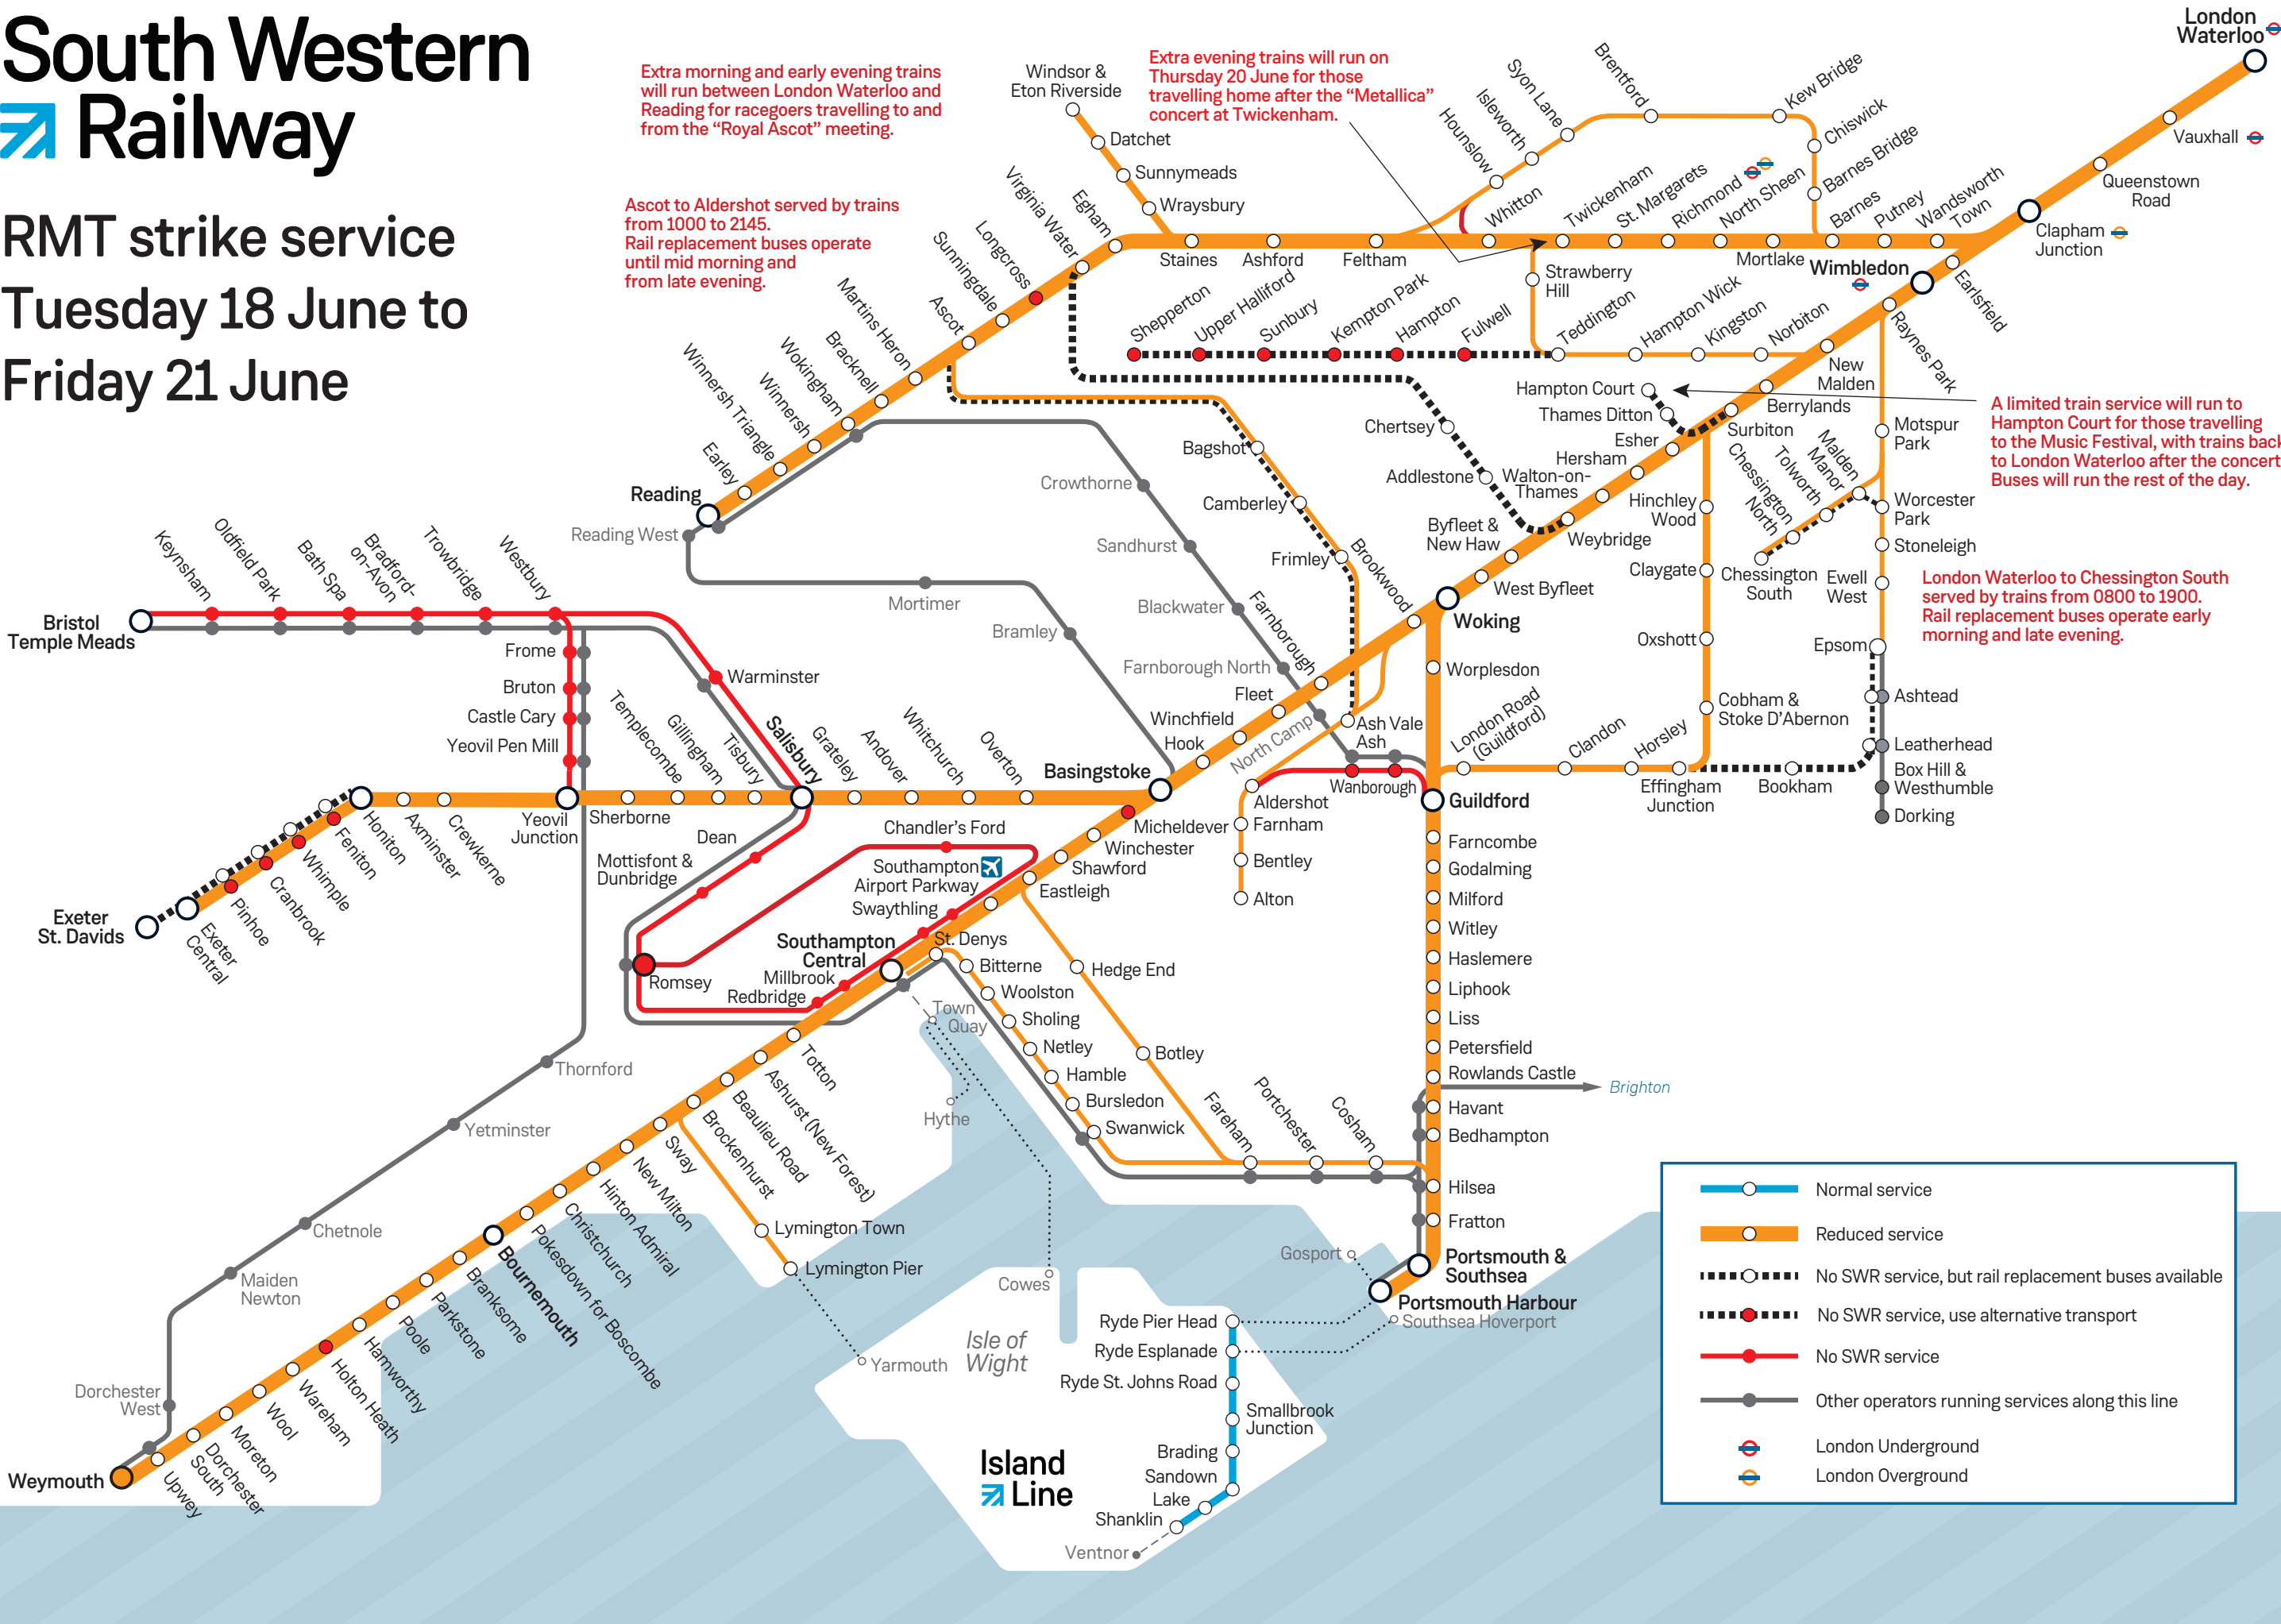 South Western
Railway
RMT strike service
Tuesday 18 June to
Friday 21 June
Extra morning and early evening trains
will run between London Waterloo and
Reading for racegoers travelling to and
from the “Royal Ascot” meeting.
Ascot to Aldershot served by trains
from 1000 to 2145.
Rail replacement buses operate
until mid morning and
from late evening.
Extra evening trains will run on
Thursday 20 June for those
travelling home after the “Metallica”
concert at Twickenham.
London
Waterloo
Vauxhall
Queenstown
Road
Clapham
Junction
Windsor &
Eton Riverside
Datchet
Sunnymeads
Wraysbury
Hounslow
Isleworth
Syon Lane
Brentford
Kew Bridge
Chiswick
Barnes Bridge
Staines
Ashford
Feltham
Whitton
Twickenham
St. Margarets
Richmond
North Sheen
Mortlake
Barnes
Putney
Wandsworth
Town
Wimbledon
Earlsfield
Raynes Park
Egham
Virginia Water
Longcross
Sunningdale
Ascot
Martins Heron
Bracknell
Wokingham
Winnersh
Winnersh Triangle
Earley
Reading
Reading West
Strawberry
Hill
Shepperton
Upper Halliford
Sunbury
Kempton Park
Hampton
Fulwell
Teddington
Hampton Wick
Kingston
Norbiton
New
Malden
Berrylands
Surbiton
Hampton Court
Thames Ditton
Esher
Hersham
Walton-on-
Thames
Weybridge
Byfleet &
New Haw
West Byfleet
Woking
Chertsey
Addlestone
A limited train service will run to
Hampton Court for those travelling
to the Music Festival, with trains back
to London Waterloo after the concert
Buses will run the rest of the day.
Motspur
Park
Malden
Manor
Tolworth
Chessington
North
Chessington
South
Worcester
Park
Stoneleigh
Ewell
West
Epsom
Ashtead
Leatherhead
Box Hill &
Westhumble
Dorking
London Waterloo to Chessington South
served by trains from 0800 to 1900.
Rail replacement buses operate early
morning and late evening.
Hinchley
Wood
Claygate
Oxshott
Cobham &
Stoke D’Abernon
London Road
(Guildford)
Clandon
Horsley
Effingham
Junction
Bookham
Bagshot
Camberley
Frimley
Brookwood
Crowthorne
Sandhurst
Blackwater
Farnborough North
Farnborough
North Camp
Mortimer
Bramley
Fleet
Winchfield
Hook
Basingstoke
Ash Vale
Ash
Wanborough
Aldershot
Farnham
Bentley
Alton
Worplesdon
Guildford
Farncombe
Godalming
Milford
Witley
Haslemere
Liphook
Liss
Petersfield
Rowlands Castle
Brighton
Havant
Bedhampton
Hilsea
Fratton
Portsmouth &
Southsea
Portsmouth Harbour
Southsea Hoverport
Gosport
Bristol
Temple Meads
Keynsham
Oldfield Park
Bath Spa
Bradford-
on-Avon
Trowbridge
Westbury
Frome
Bruton
Castle Cary
Yeovil Pen Mill
Warminster
Salisbury
Templecombe
Gillingham
Tisbury
Grateley
Andover
Whitchurch
Overton
Yeovil
Junction
Sherborne
Crewkerne
Axminster
Honiton
Feniton
Whimple
Cranbrook
Pinhoe
Exeter
Central
Exeter
St. Davids
Dean
Mottisfont &
Dunbridge
Romsey
Chandler’s Ford
Micheldever
Winchester
Shawford
Eastleigh
Southampton
Airport Parkway
Swaythling
St. Denys
Southampton
Central
Millbrook
Redbridge
Bitterne
Woolston
Sholing
Netley
Hamble
Bursledon
Swanwick
Hedge End
Botley
Fareham
Portchester
Cosham
Town
Quay
Hythe
Totton
Ashurst (New Forest)
Beaulieu Road
Brockenhurst
Sway
New Milton
Hinton Admiral
Christchurch
Pokesdown for Boscombe
Bournemouth
Branksome
Parkstone
Poole
Hamworthy
Holton Heath
Wareham
Wool
Moreton
Dorchester
South
Upwey
Weymouth
Thornford
Yetminster
Chetnole
Maiden
Newton
Dorchester
West
Lymington Town
Lymington Pier
Yarmouth
Cowes
Isle of
Wight
Island
Line
Ryde Pier Head
Ryde Esplanade
Ryde St. Johns Road
Smallbrook
Junction
Brading
Sandown
Lake
Shanklin
Ventnor
Normal service
Reduced service
No SWR service, but rail replacement buses available
No SWR service, use alternative transport
No SWR service
Other operators running services along this line
London Underground
London Overground